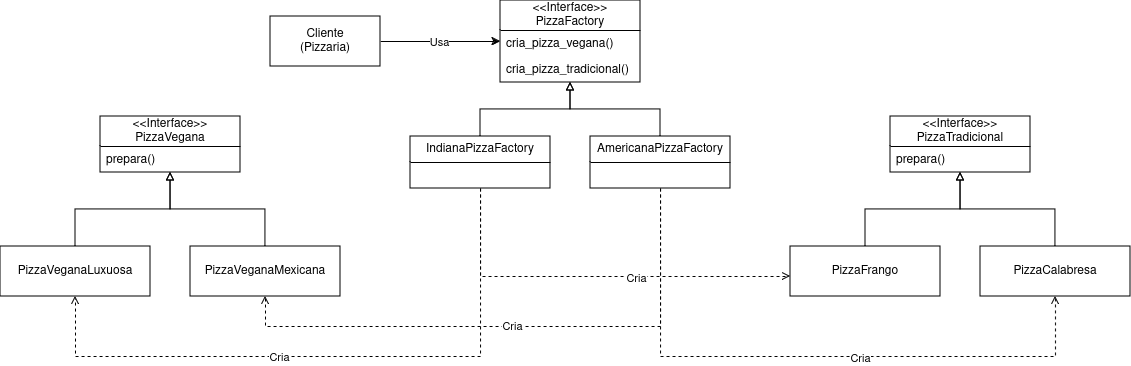 <<Interface>>
PizzaFactory
cria_pizza_vegana()
cria_pizza_tradicional()
Cliente
(Pizzaria)
Usa
<<Interface>>
PizzaVegana
prepara()
IndianaPizzaFactory
AmericanaPizzaFactory
<<Interface>>
PizzaTradicional
prepara()
PizzaVeganaLuxuosa
PizzaVeganaMexicana
PizzaFrango
PizzaCalabresa
Cria
Cria
Cria
Cria